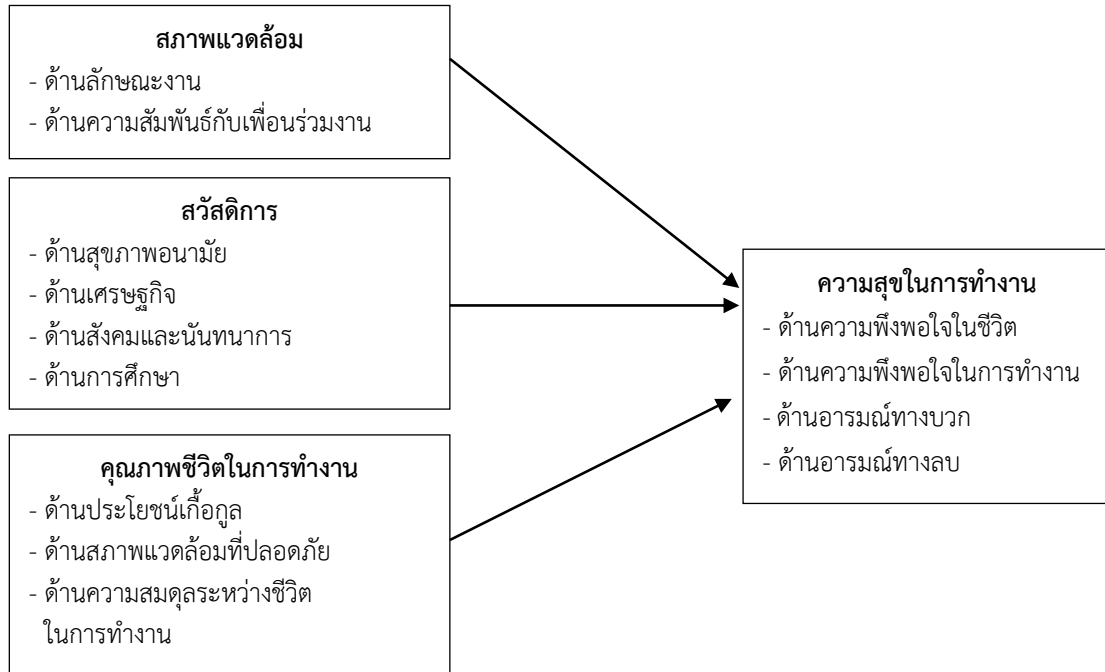 สภาพแวดล้อม
- ด้านลักษณะงาน
- ด้านความสัมพันธ์กับเพื่อนร่วมงาน
สวัสดิการ
- ด้านสุขภาพอนามัย
- ด้านเศรษฐกิจ
- ด้านสังคมและนันทนาการ
- ด้านการศึกษา
คุณภาพชีวิตในการทำงาน
- ด้านประโยชน์เกื้อกูล
- ด้านสภาพแวดล้อมที่ปลอดภัย
- ด้านความสมดุลระหว่างชีวิต
ในการทำงาน
ความสุขในการทำงาน
- ด้านความพึงพอใจในชีวิต
- ด้านความพึงพอใจในการทำงาน
- ด้านอารมณ์ทางบวก
- ด้านอารมณ์ทางลบ